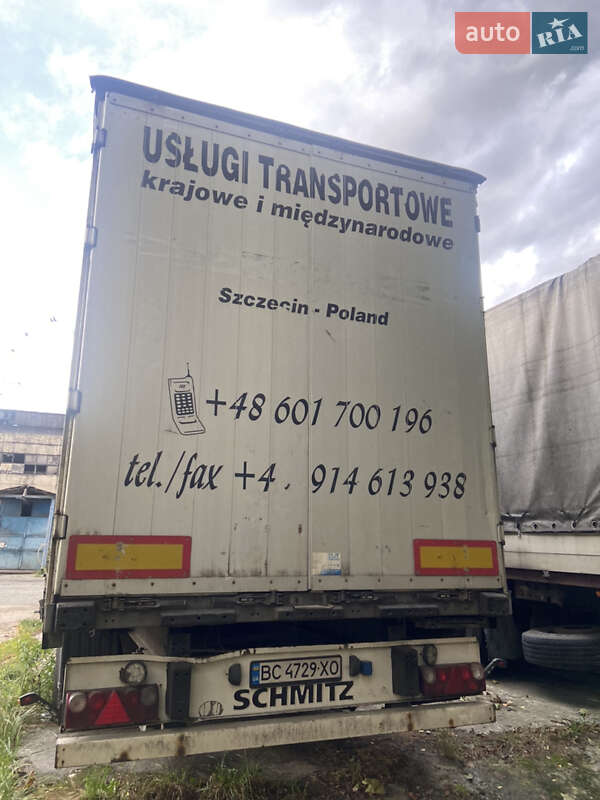 auto RIA.com
USŁUGI TRANSPORTOWE
krajowe i międzynarodowe
Szczecin - Poland
+48 601 700 196
tel./fax +4 . 914 613 938
BC 4729 XO
SCHMITZ